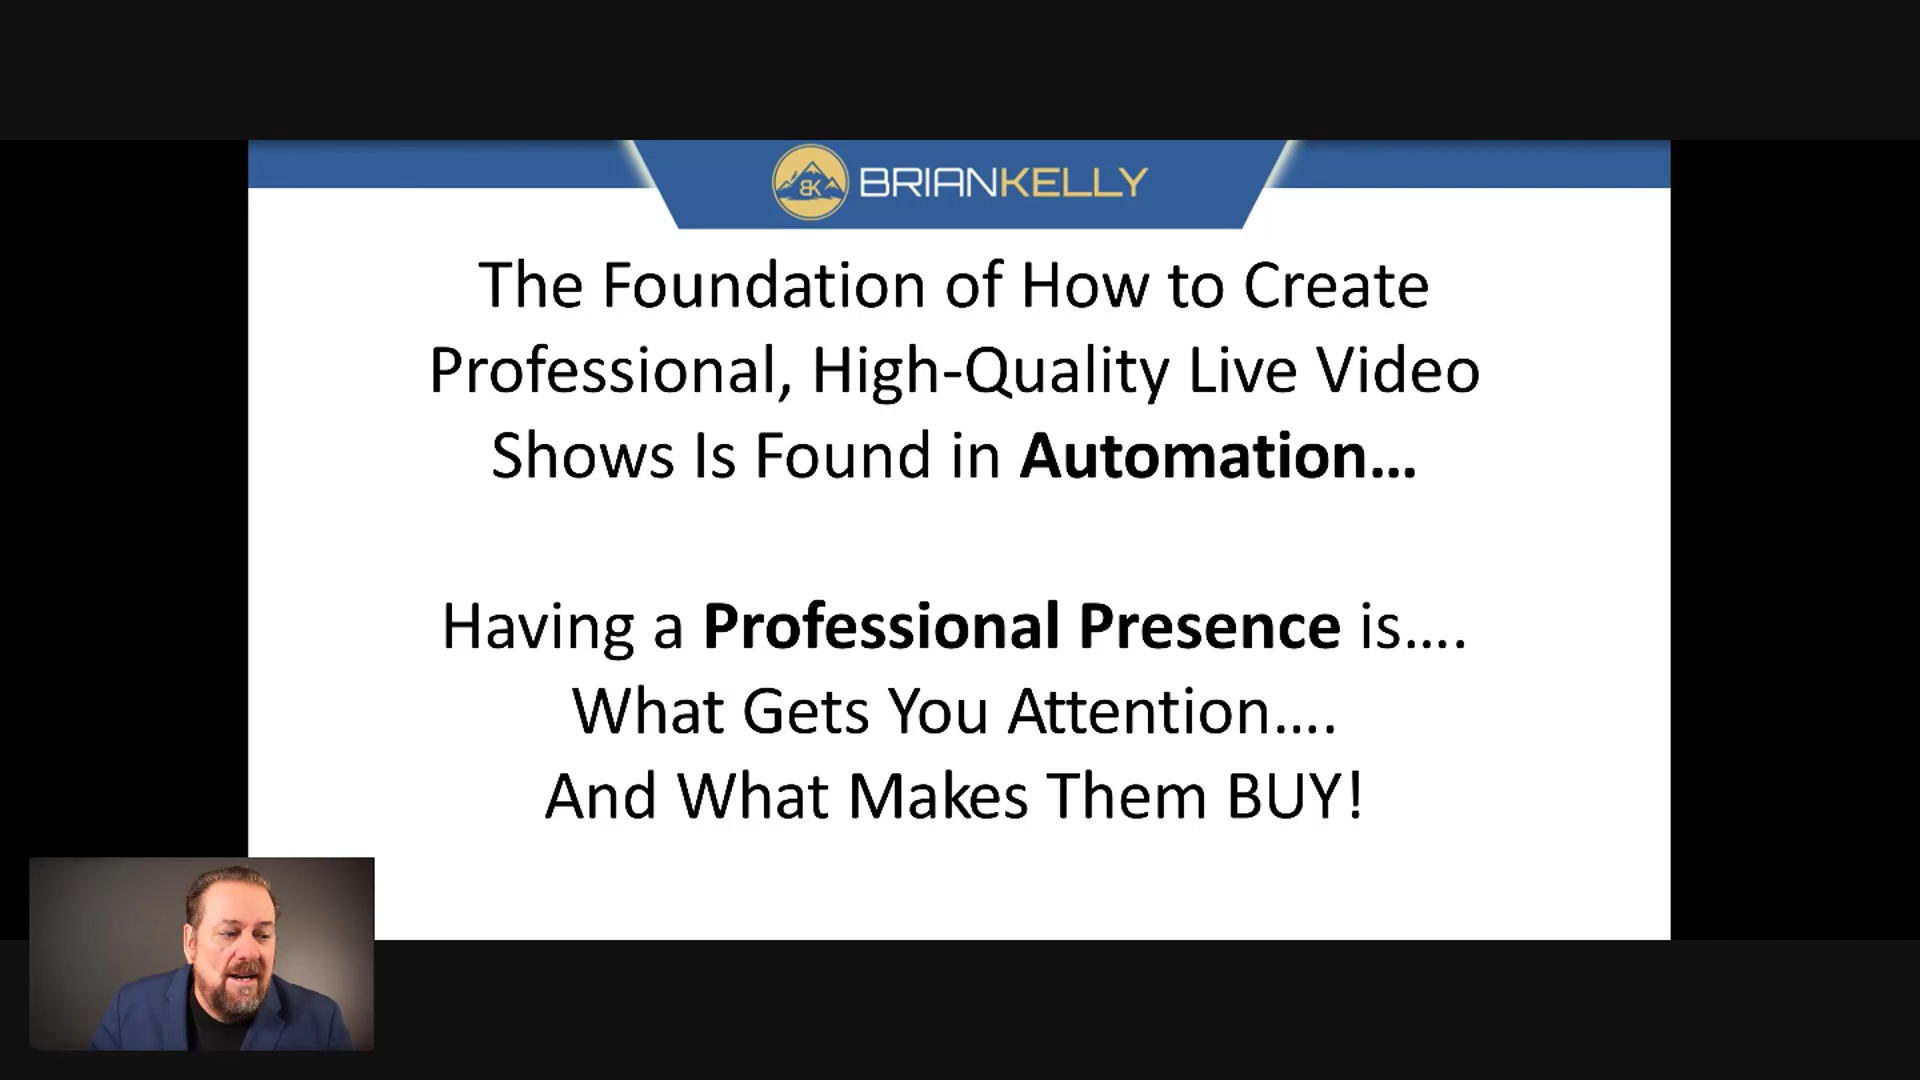 BK BRIANKELLY
The Foundation of How to Create
Professional, High-Quality Live Video
Shows Is Found in Automation...
Having a Professional Presence is....
What Gets You Attention....
And What Makes Them BUY!